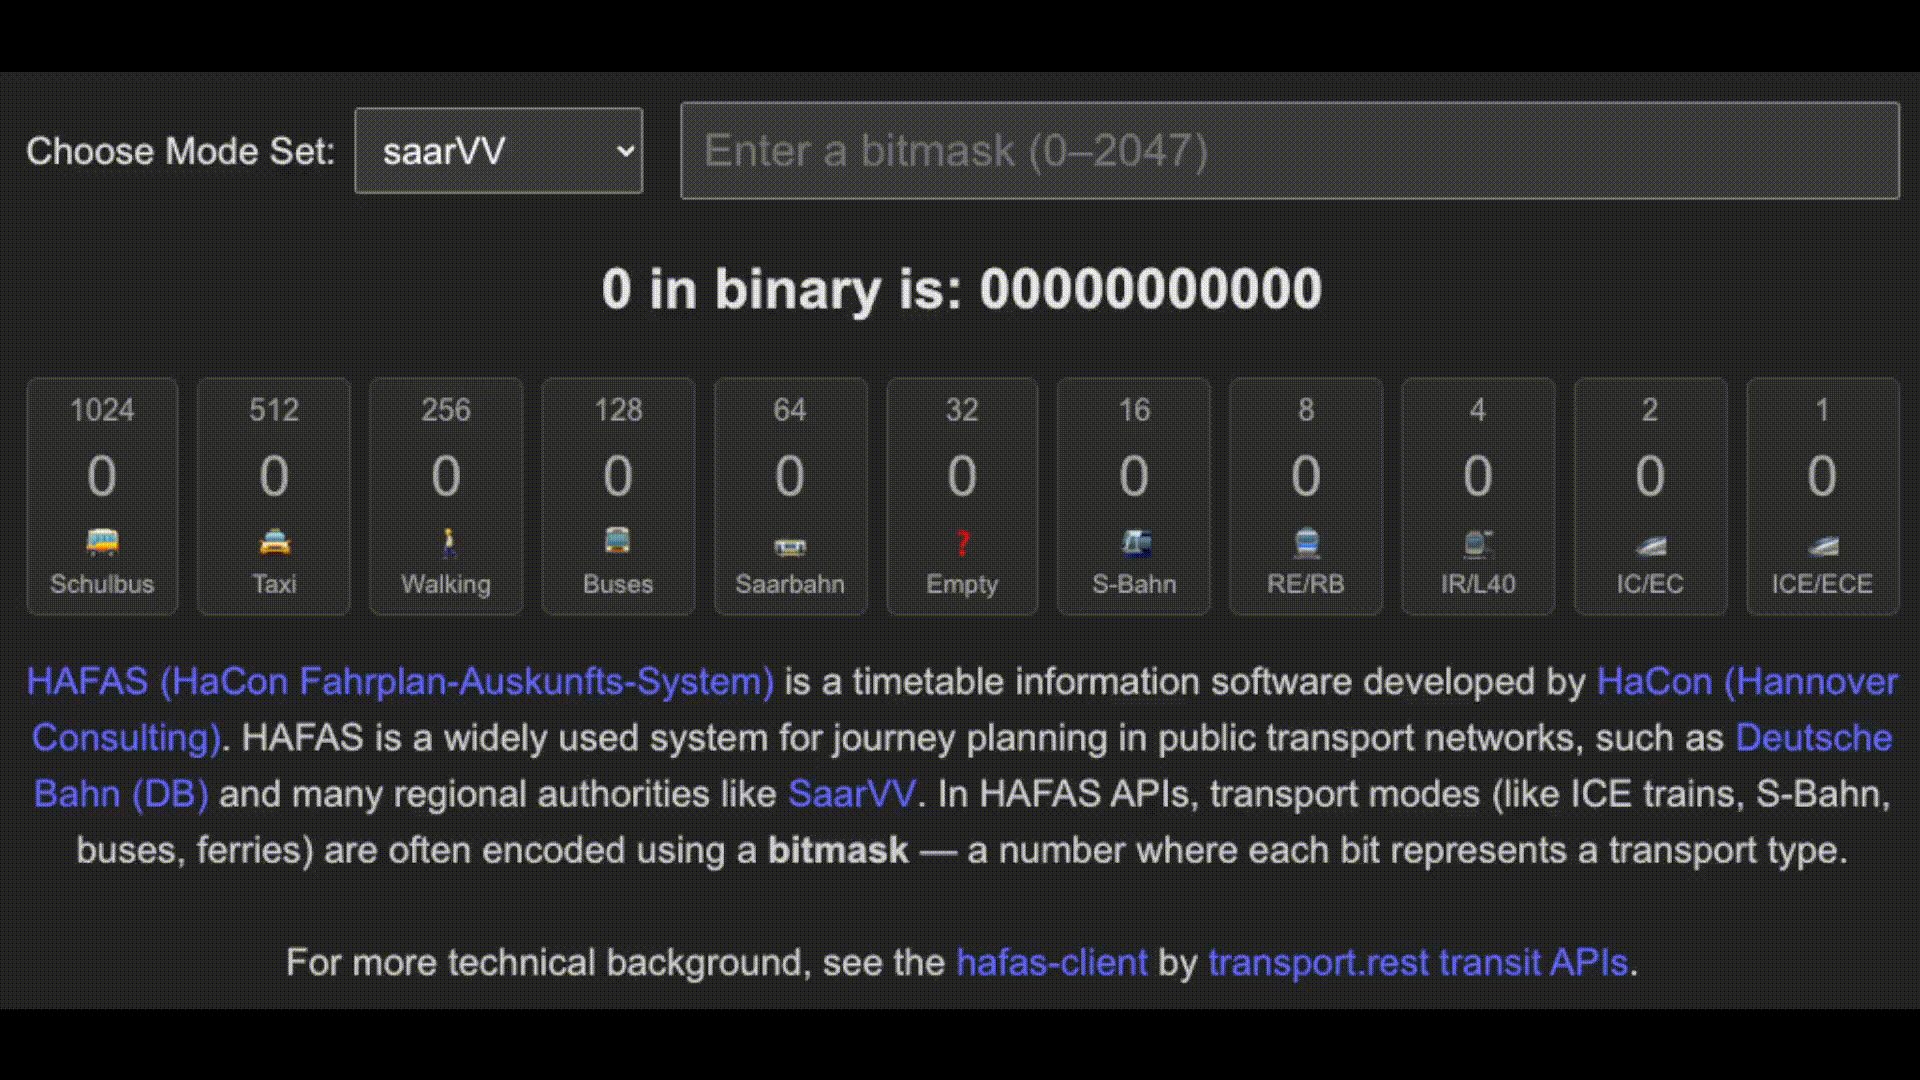 Choose Mode Set: saarVV Enter a bitmask (0–2047)
0 in binary is: 00000000000
1024 512 256 128 64 32 16 8 4 2 1
0 0 0 0 0 0 0 0 0 0 0
Schulbus Taxi Walking Buses Saarbahn Empty S-Bahn RE/RB IR/L40 IC/EC ICE/ECE
HAFAS (HaCon Fahrplan-Auskunfts-System) is a timetable information software developed by HaCon (Hannover
Consulting). HAFAS is a widely used system for journey planning in public transport networks, such as Deutsche
Bahn (DB) and many regional authorities like SaarVV. In HAFAS APIs, transport modes (like ICE trains, S-Bahn,
buses, ferries) are often encoded using a bitmask — a number where each bit represents a transport type.
For more technical background, see the hafas-client by transport.rest transit APIs.